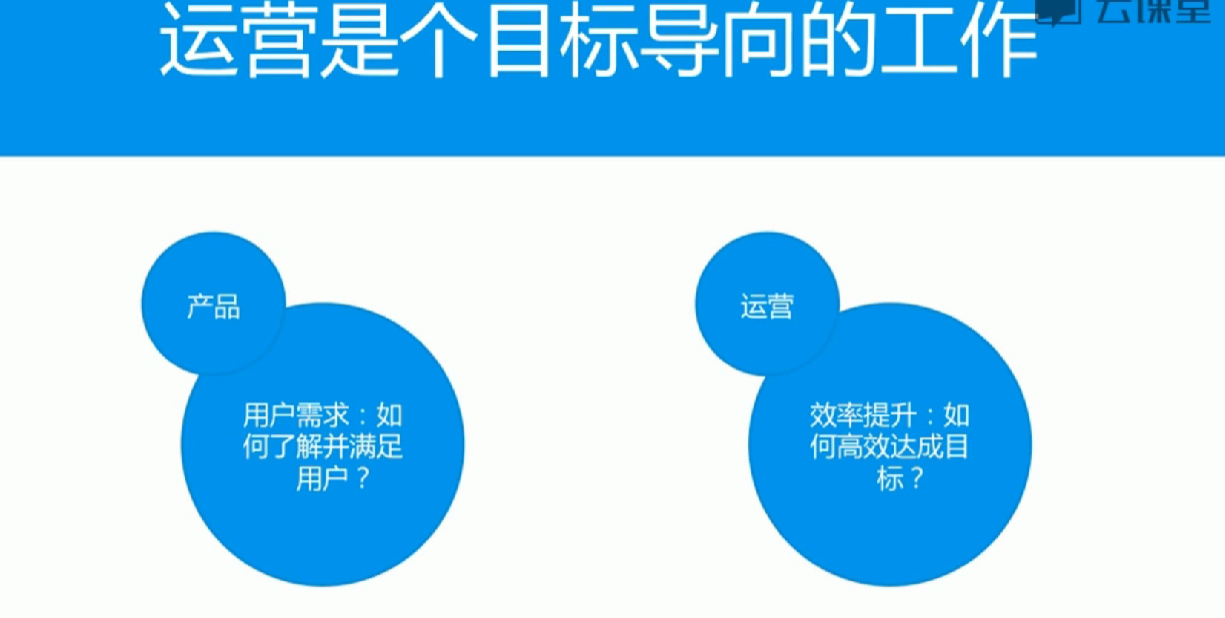 运营是个目标导向的工作
云课堂
产品
用户需求：如
何了解并满足
用户？
运营
效率提升：如
何高效达成目
标？